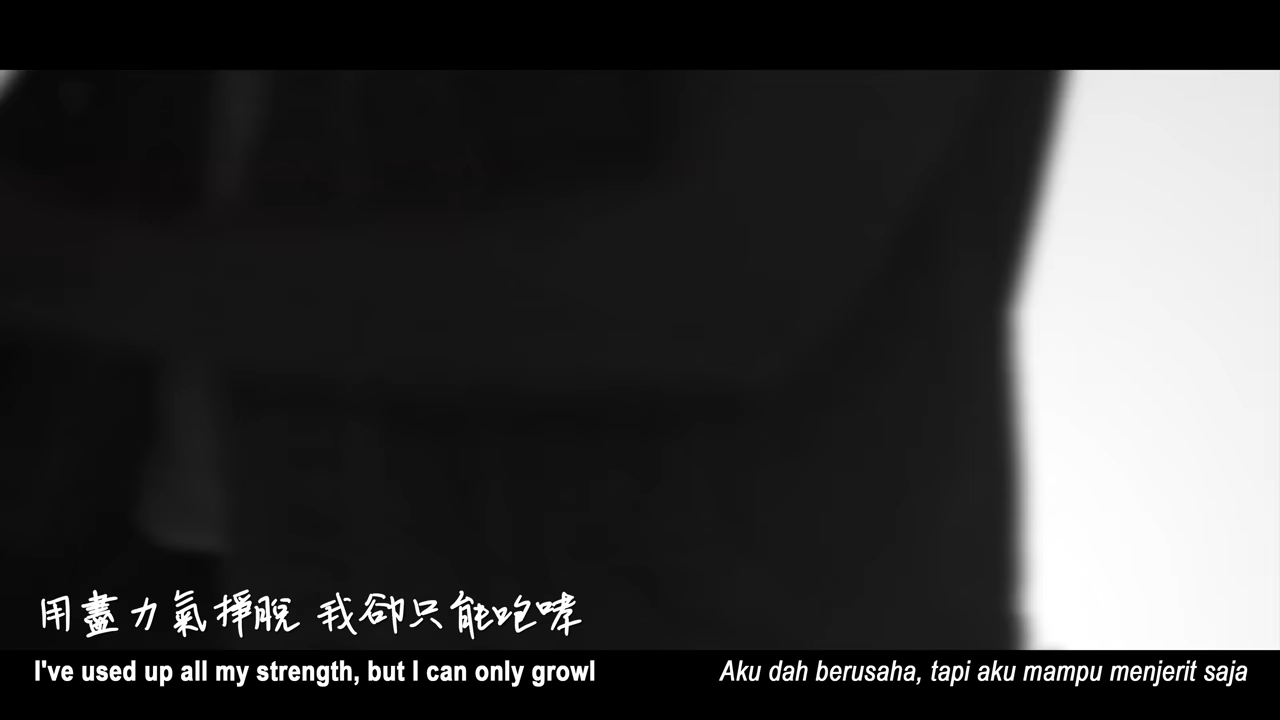 用盡力氣掙脫 我卻只能咆哮
I've used up all my strength, but I can only growl
Aku dah berusaha, tapi aku mampu menjerit saja